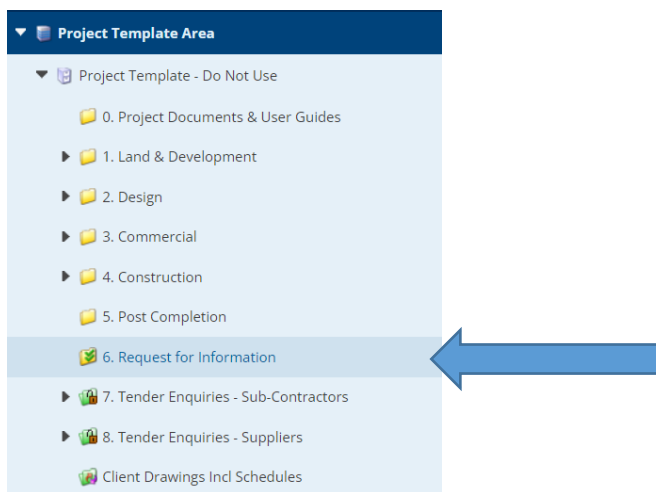 Project Template Area
Project Template - Do Not Use
0. Project Documents & User Guides
1. Land & Development
2. Design
3. Commercial
4. Construction
5. Post Completion
6. Request for Information
7. Tender Enquiries - Sub-Contractors
8. Tender Enquiries - Suppliers
Client Drawings Incl Schedules